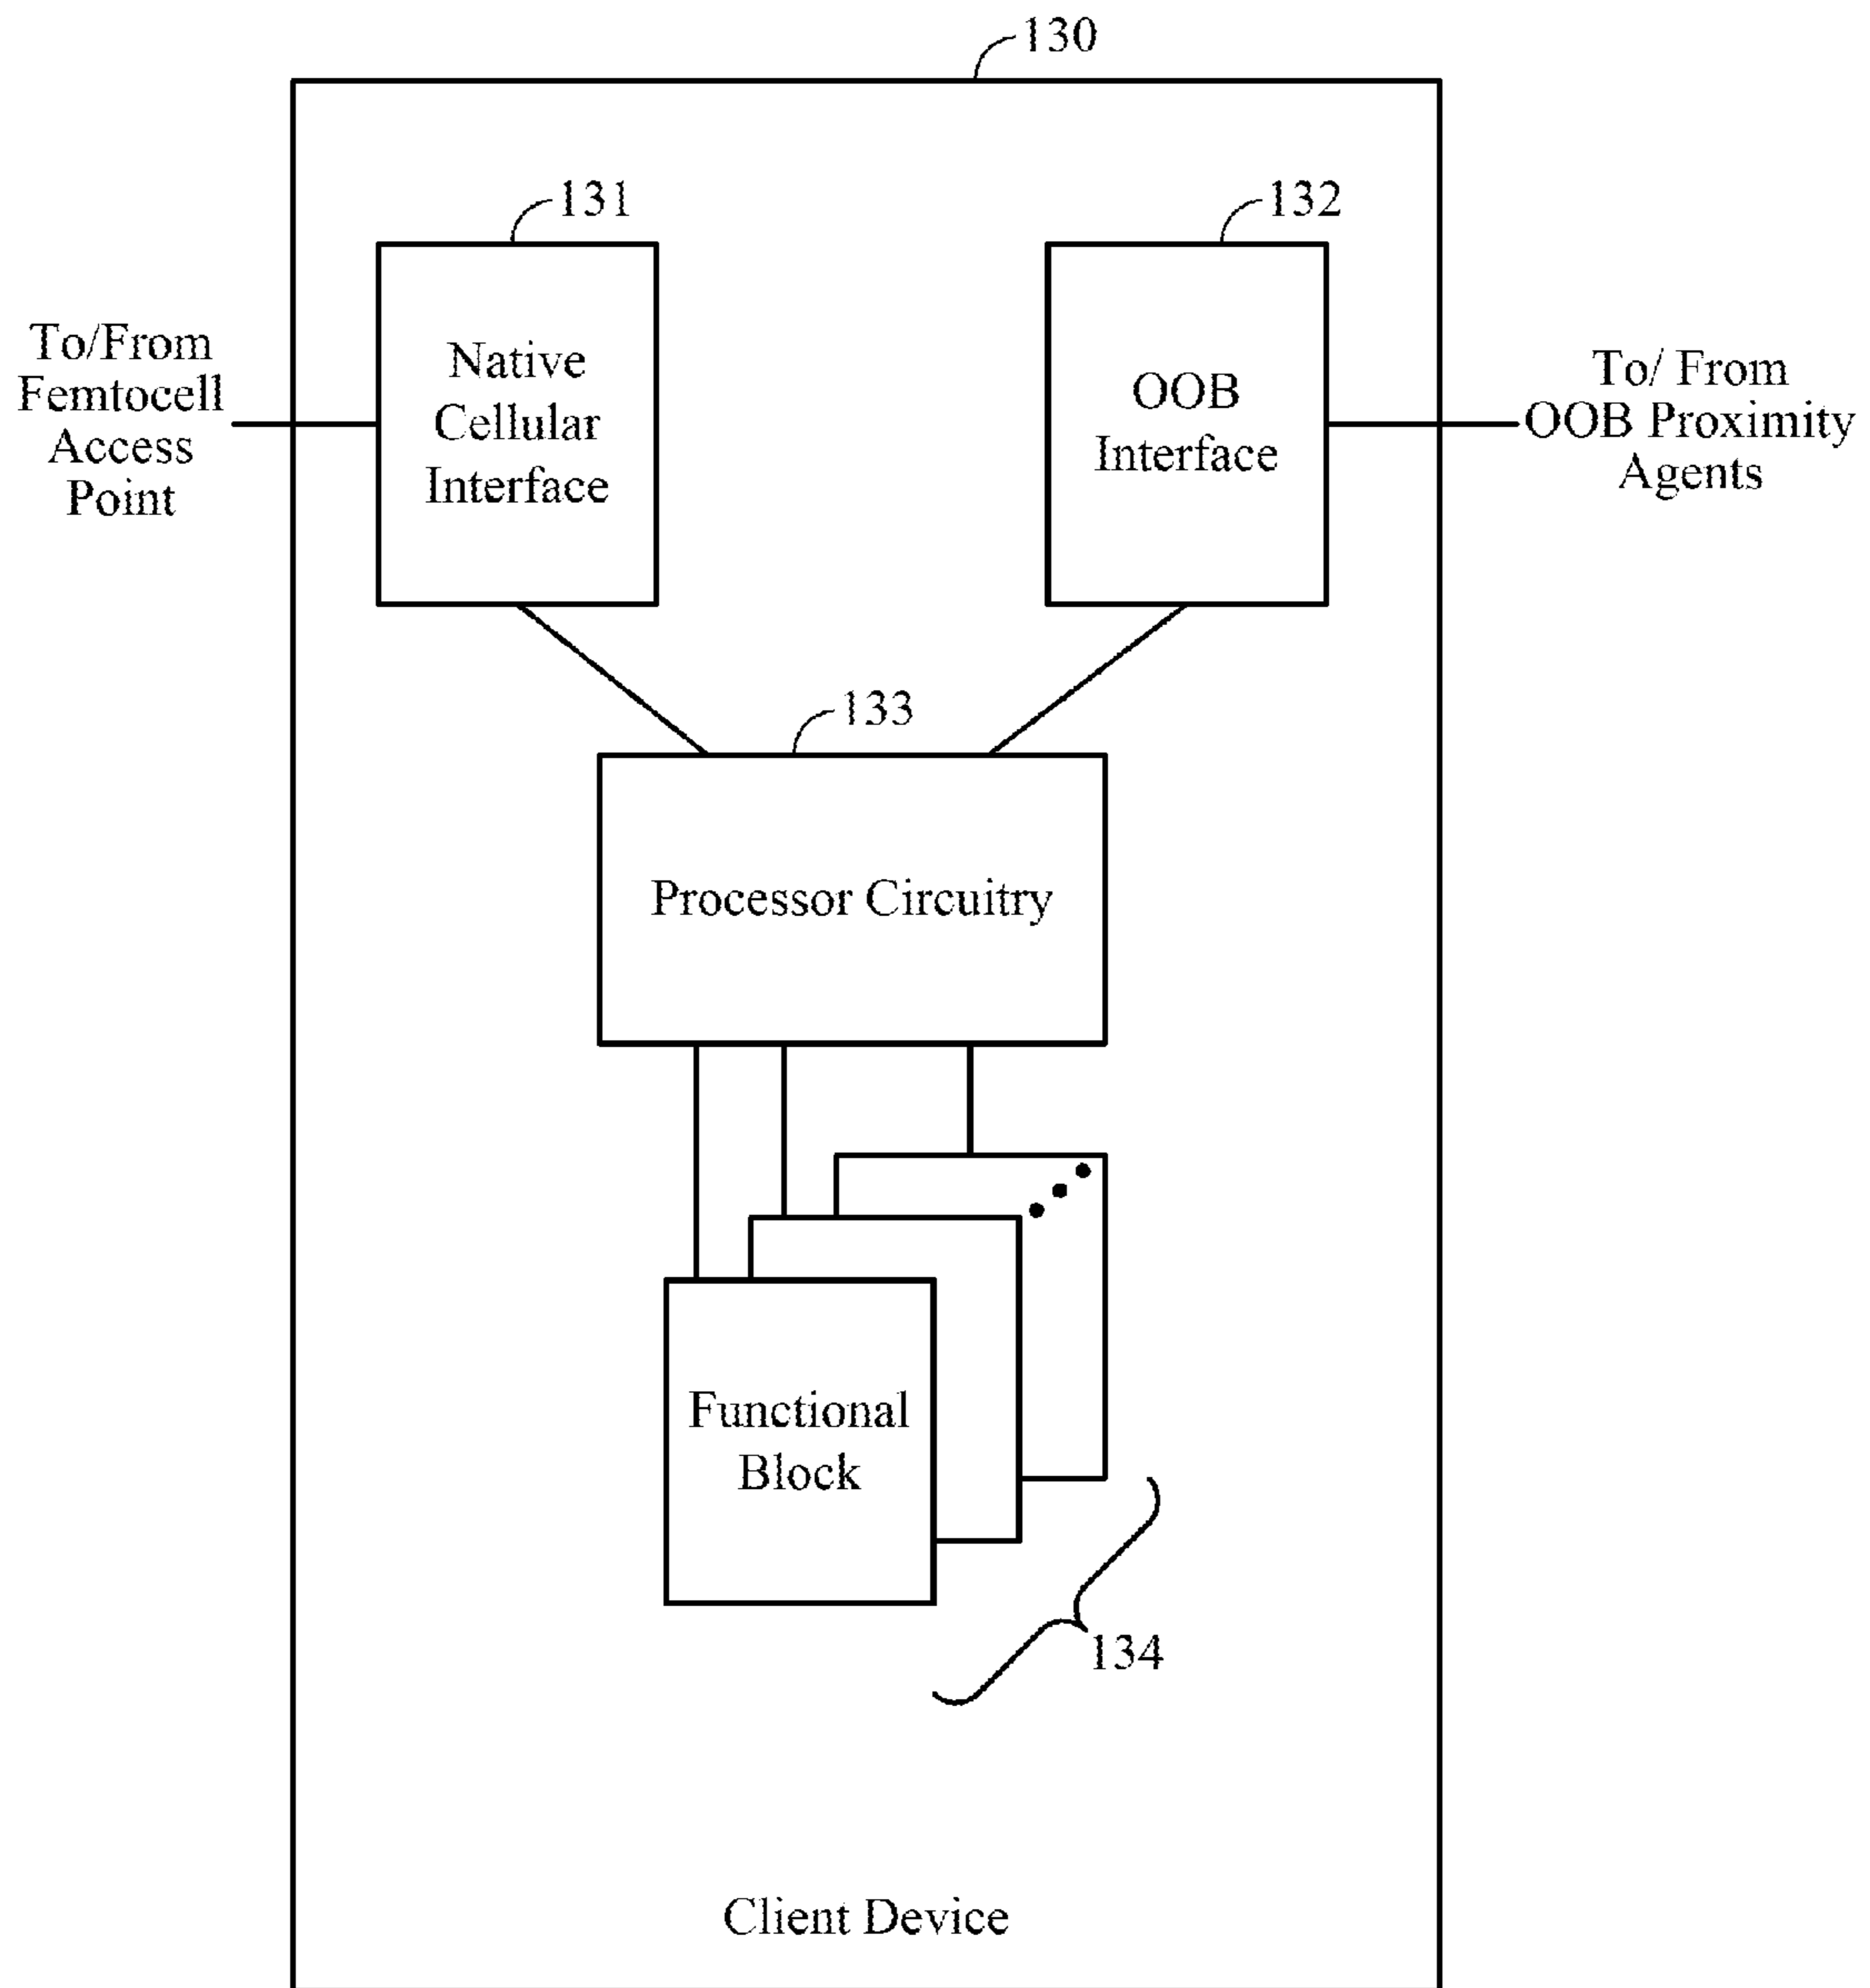 130
131
132
To/From
Femtocell
Access
Point
Native
Cellular
Interface
OOB
Interface
To/ From
OOB Proximity
Agents
133
Processor Circuitry
Functional
Block
134
Client Device